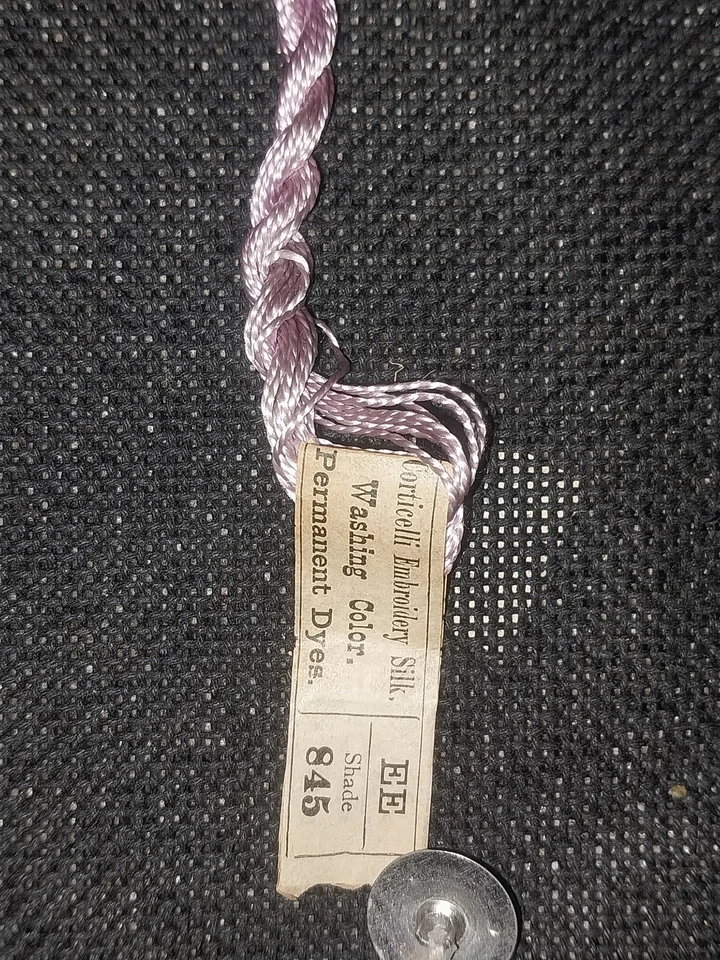 Corticelli Embroidery Silk.
Washing Color.
Permanent Dyes.
EE
Shade
845